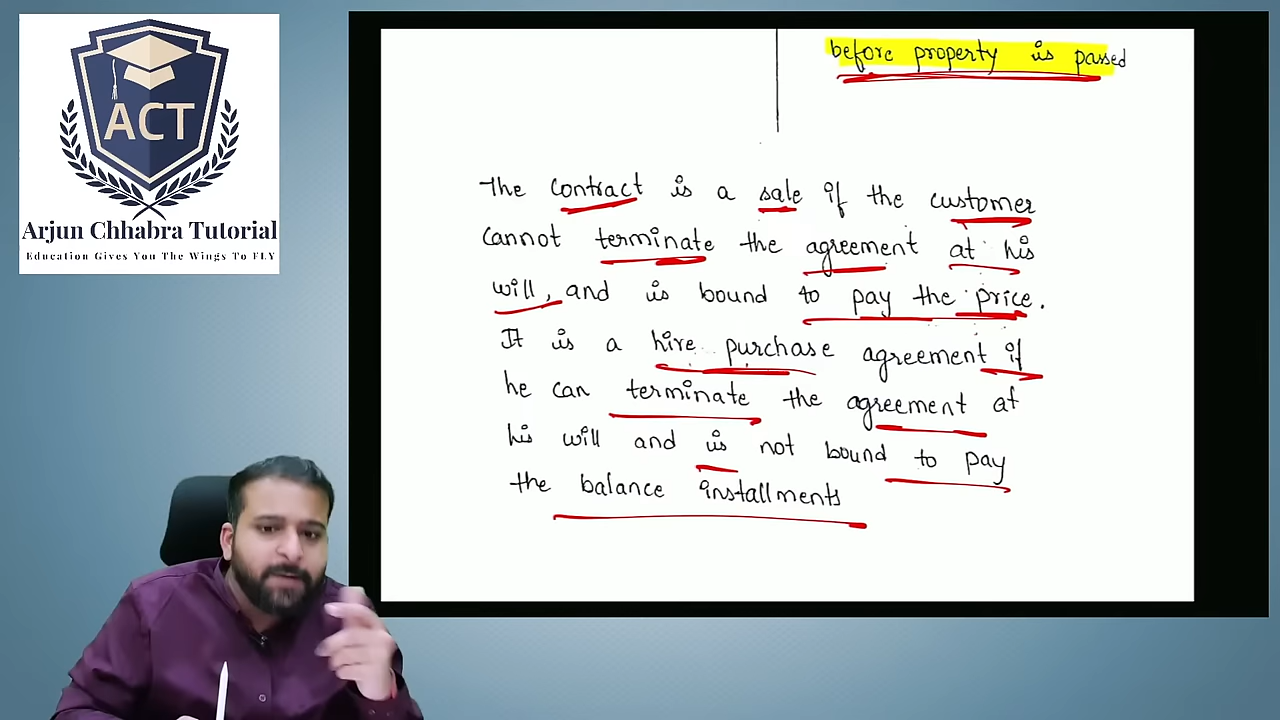 ACT
Arjun Chhabra Tutorial
Education Gives You The Wings To FLY
before property is passed
The contract is a sale if the customer
cannot terminate the agreement at his
will, and is bound to pay the price.
It is a hire purchase agreement if
he can terminate the agreement at
his will and is not bound to pay
the balance installments